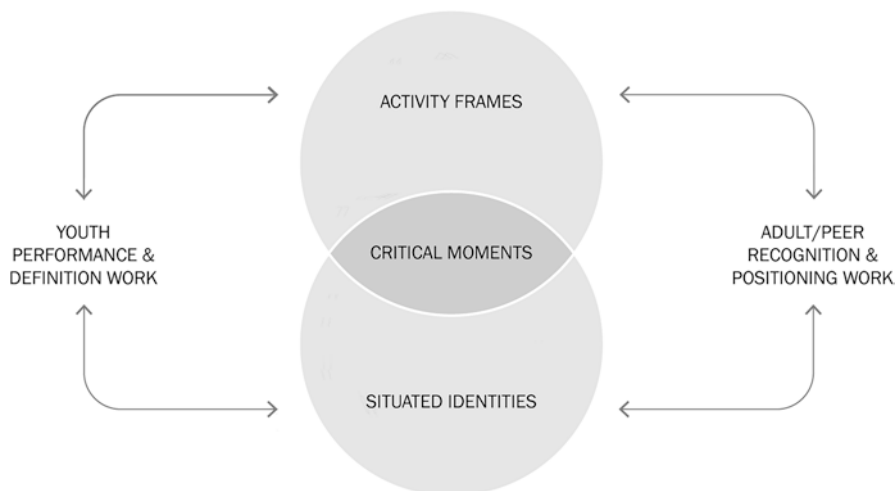 ACTIVITY FRAMES
YOUTH
PERFORMANCE &
DEFINITION WORK
CRITICAL MOMENTS
ADULT/PEER
RECOGNITION &
POSITIONING WORK
SITUATED IDENTITIES